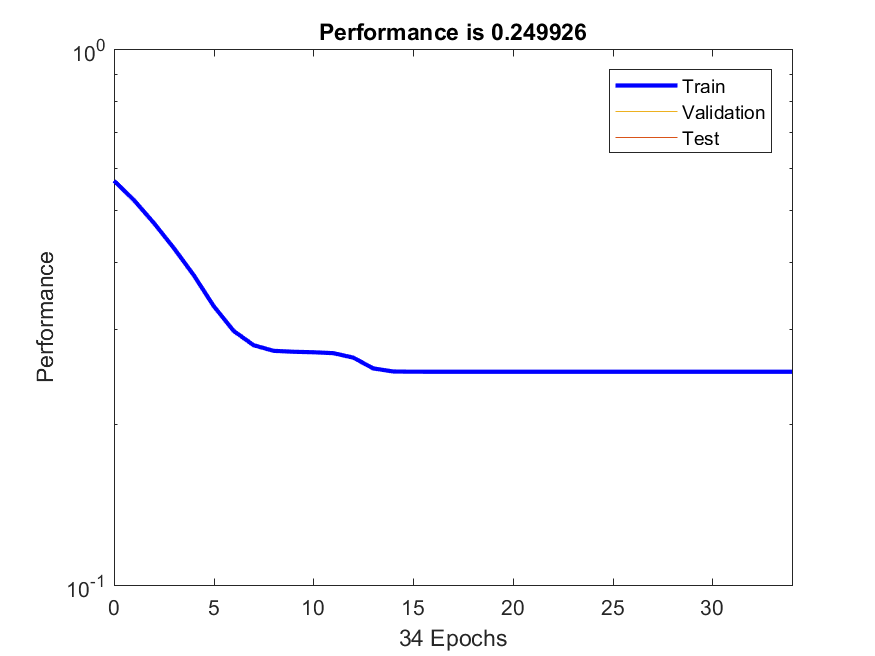 Performance is 0.249926
10^0
Train
Validation
Test
Performance
10^-1
0 5 10 15 20 25 30
34 Epochs